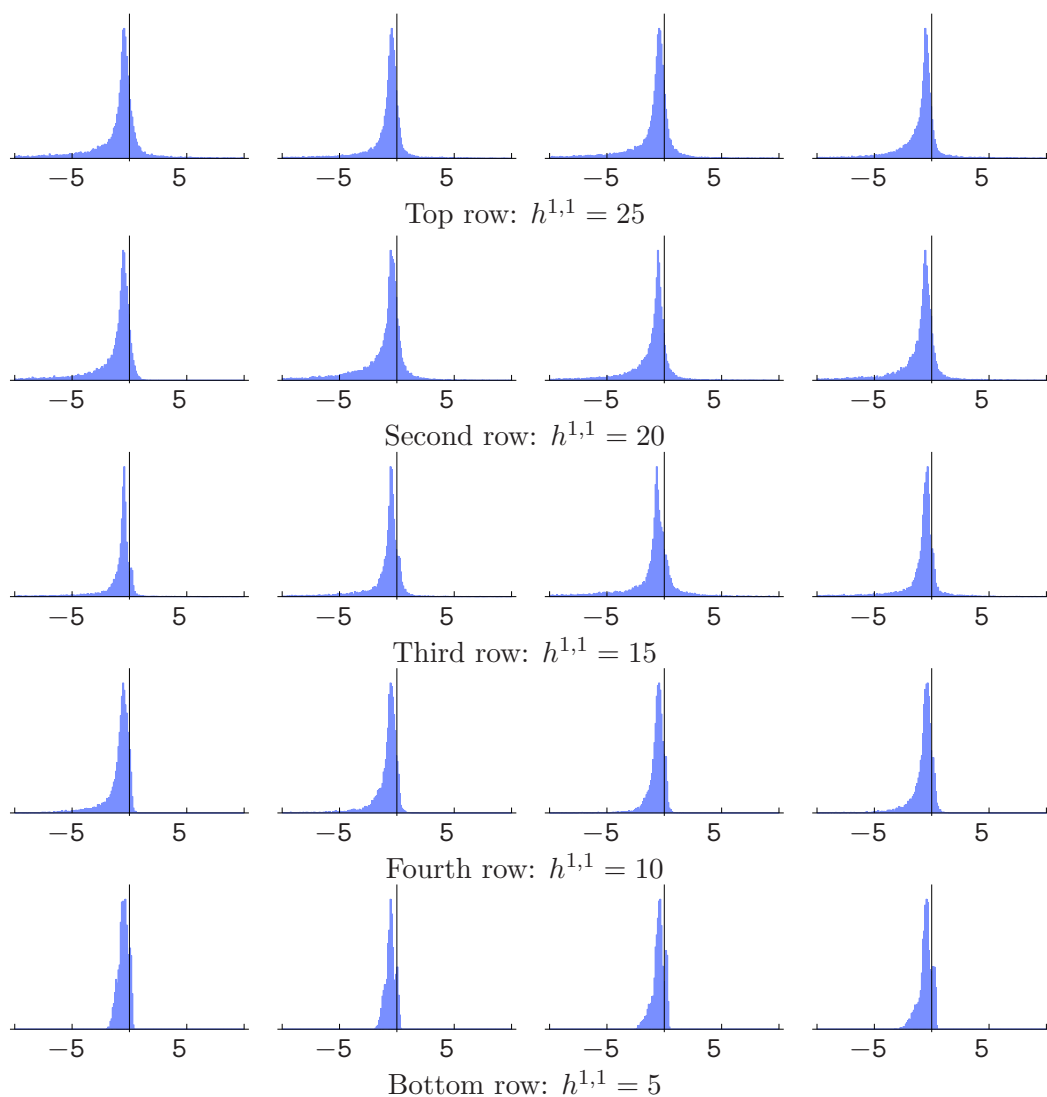 −5 5 −5 5 −5 5 −5 5
Top row: h^{1,1} = 25
−5 5 −5 5 −5 5 −5 5
Second row: h^{1,1} = 20
−5 5 −5 5 −5 5 −5 5
Third row: h^{1,1} = 15
−5 5 −5 5 −5 5 −5 5
Fourth row: h^{1,1} = 10
−5 5 −5 5 −5 5 −5 5
Bottom row: h^{1,1} = 5